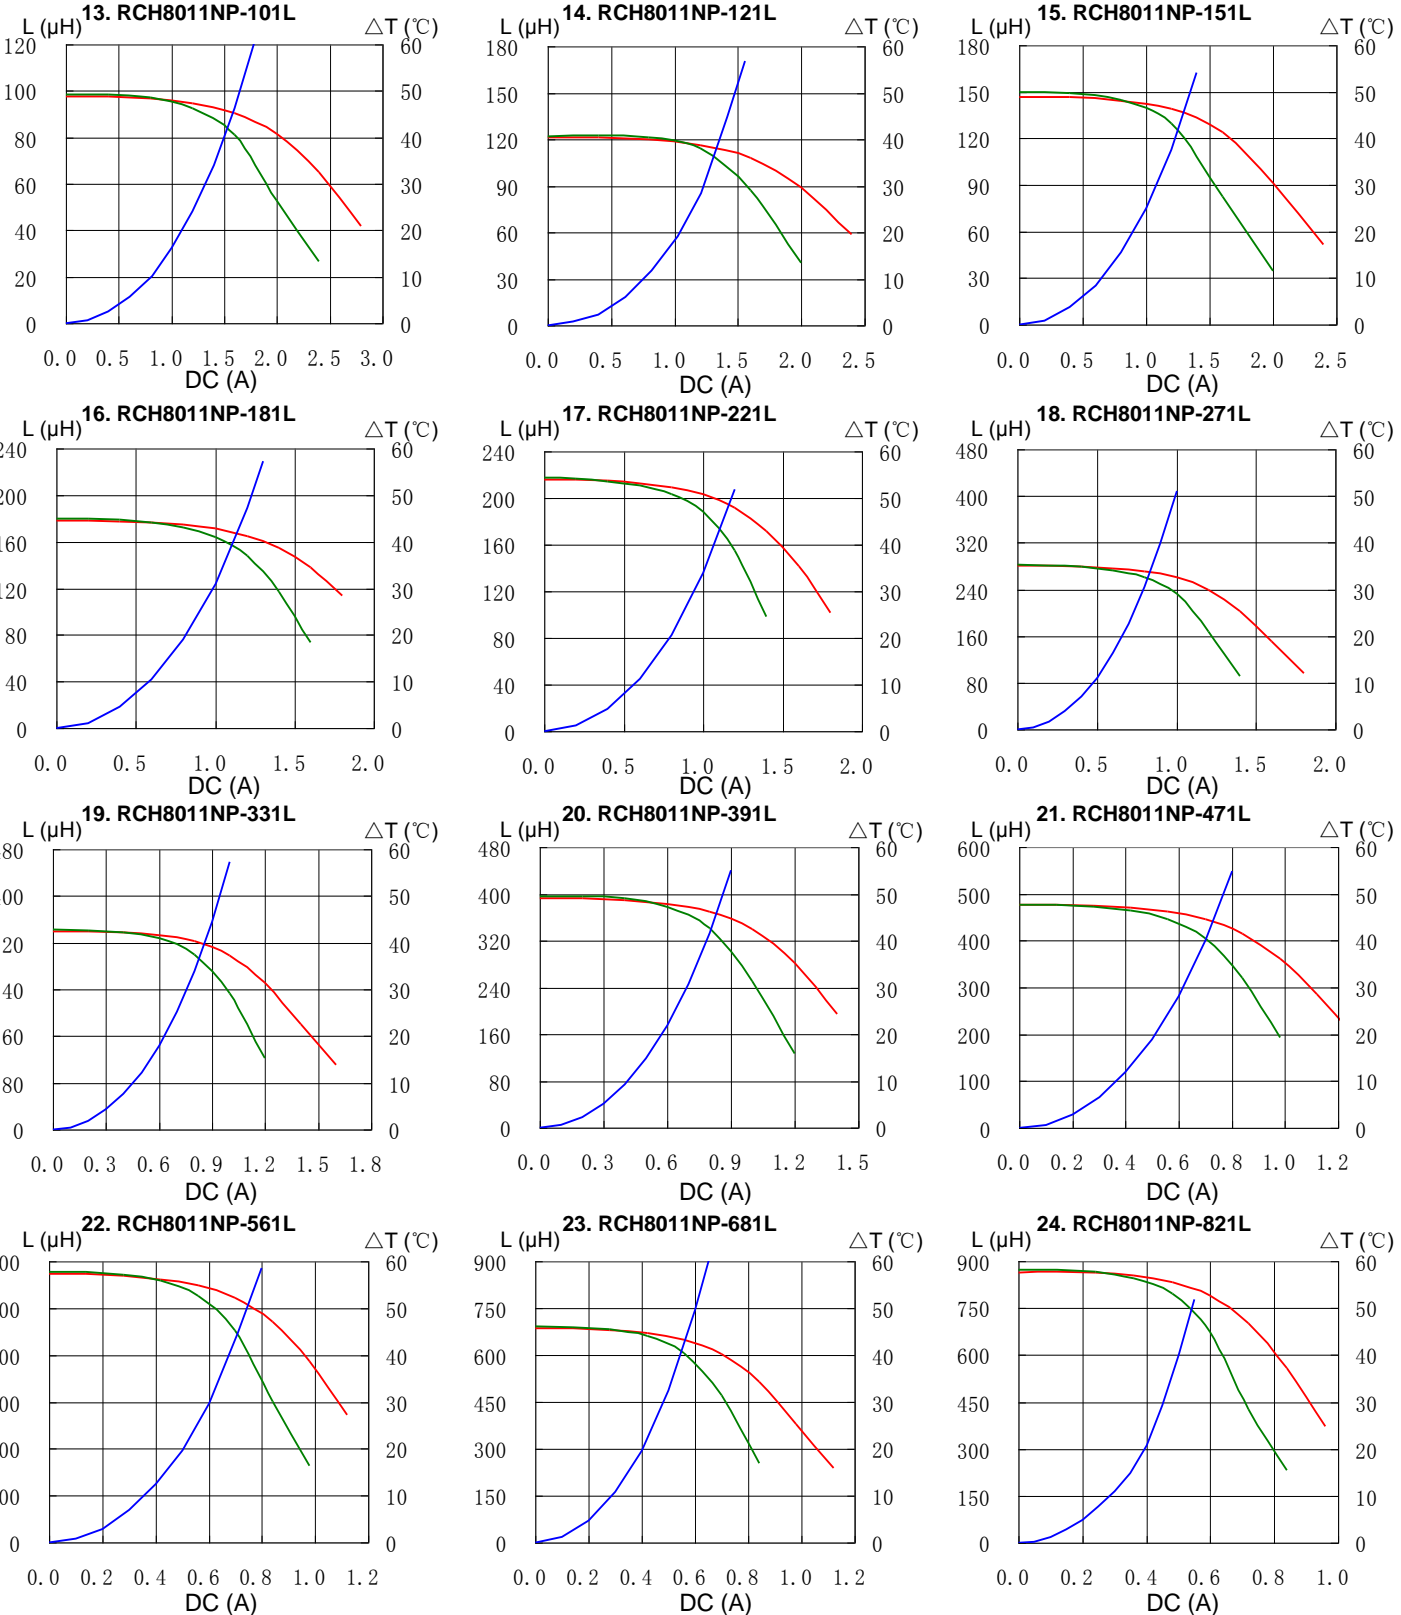 13. RCH8011NP-101L
L (µH) △T (℃)
120 60
100 50
80 40
60 30
40 20
20 10
0 0
0.0 0.5 1.0 1.5 2.0 2.5 3.0
DC (A)
14. RCH8011NP-121L
L (µH) △T (℃)
180 60
150 50
120 40
90 30
60 20
30 10
0 0
0.0 0.5 1.0 1.5 2.0 2.5
DC (A)
15. RCH8011NP-151L
L (µH) △T (℃)
180 60
150 50
120 40
90 30
60 20
30 10
0 0
0.0 0.5 1.0 1.5 2.0 2.5
DC (A)
16. RCH8011NP-181L
L (µH) △T (℃)
240 60
200 50
160 40
120 30
80 20
40 10
0 0
0.0 0.5 1.0 1.5 2.0
DC (A)
17. RCH8011NP-221L
L (µH) △T (℃)
240 60
200 50
160 40
120 30
80 20
40 10
0 0
0.0 0.5 1.0 1.5 2.0
DC (A)
18. RCH8011NP-271L
L (µH) △T (℃)
480 60
400 50
320 40
240 30
160 20
80 10
0 0
0.0 0.5 1.0 1.5 2.0
DC (A)
19. RCH8011NP-331L
L (µH) △T (℃)
80 60
00 50
20 40
40 30
60 20
80 10
0 0
0.0 0.3 0.6 0.9 1.2 1.5 1.8
DC (A)
20. RCH8011NP-391L
L (µH) △T (℃)
480 60
400 50
320 40
240 30
160 20
80 10
0 0
0.0 0.3 0.6 0.9 1.2 1.5
DC (A)
21. RCH8011NP-471L
L (µH) △T (℃)
600 60
500 50
400 40
300 30
200 20
100 10
0 0
0.0 0.2 0.4 0.6 0.8 1.0 1.2
DC (A)
22. RCH8011NP-561L
L (µH) △T (℃)
00 60
00 50
00 40
00 30
00 20
00 10
0 0
0.0 0.2 0.4 0.6 0.8 1.0 1.2
DC (A)
23. RCH8011NP-681L
L (µH) △T (℃)
900 60
750 50
600 40
450 30
300 20
150 10
0 0
0.0 0.2 0.4 0.6 0.8 1.0 1.2
DC (A)
24. RCH8011NP-821L
L (µH) △T (℃)
900 60
750 50
600 40
450 30
300 20
150 10
0 0
0.0 0.2 0.4 0.6 0.8 1.0
DC (A)